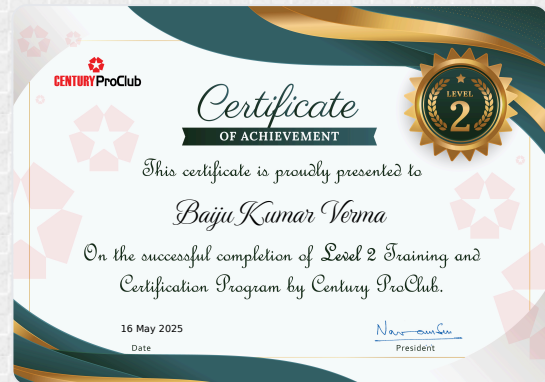 CENTURY ProClub
Certificate
OF ACHIEVEMENT
LEVEL
2
This certificate is proudly presented to
Baiju Kumar Verma
On the successful completion of Level 2 Training and
Certification Program by Century ProClub.
16 May 2025
Date
President